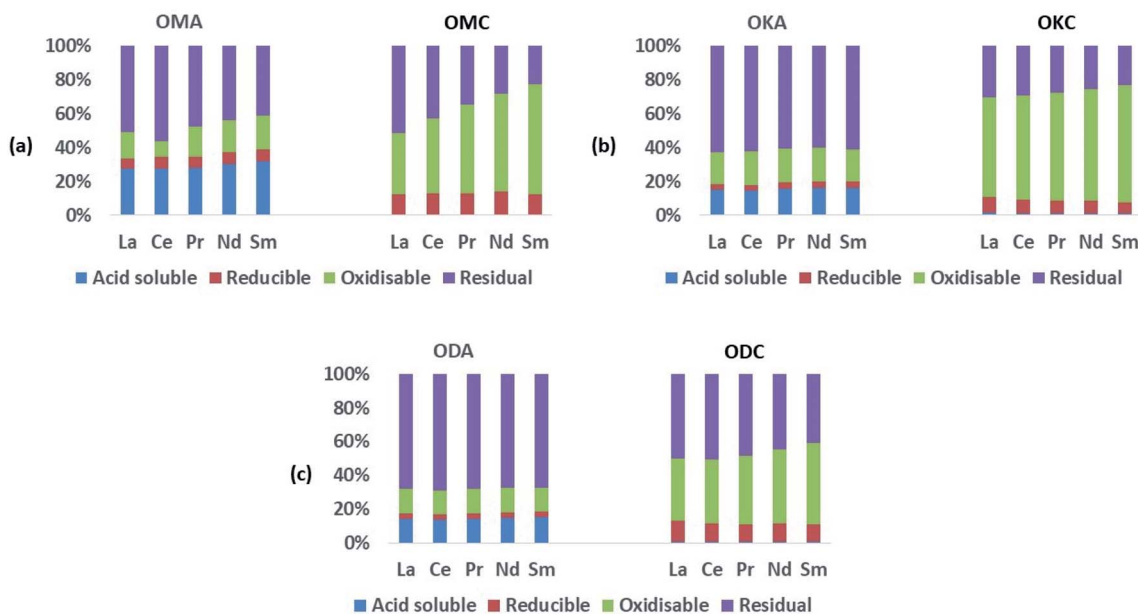 OMA OMC OKA OKC
100% 100%
80% 80%
60% 60%
(a) 40% (b) 40%
20% 20%
0% 0%
La Ce Pr Nd Sm La Ce Pr Nd Sm La Ce Pr Nd Sm La Ce Pr Nd Sm
Acid soluble Reducible Oxidisable Residual Acid soluble Reducible Oxidisable Residual
ODA ODC
100%
80%
60%
(c) 40%
20%
0%
La Ce Pr Nd Sm La Ce Pr Nd Sm
Acid soluble Reducible Oxidisable Residual